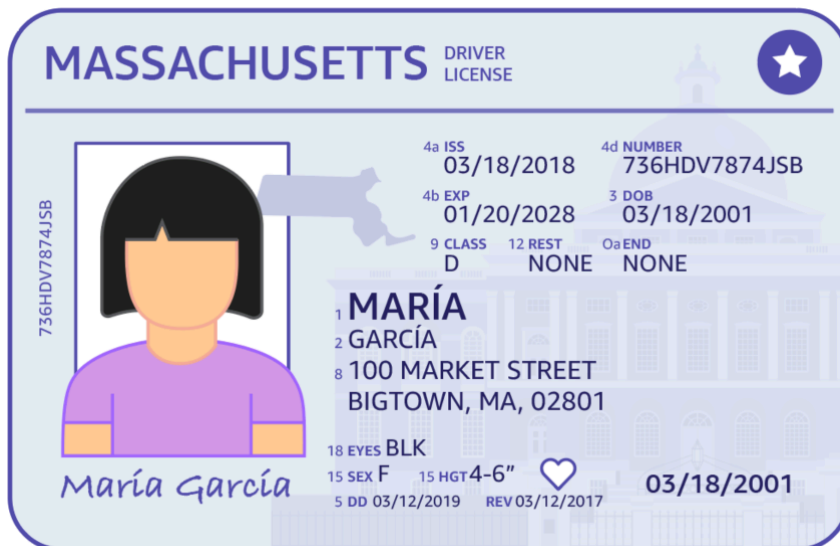 MASSACHUSETTS DRIVER LICENSE
736HDV7874JSB
4a ISS 03/18/2018
4d NUMBER 736HDV7874JSB
4b EXP 01/20/2028
3 DOB 03/18/2001
9 CLASS D
12 REST NONE
0a END NONE
1 MARÍA
2 GARCÍA
8 100 MARKET STREET
BIGTOWN, MA, 02801
18 EYES BLK
15 SEX F 15 HGT 4-6”
03/18/2001
5 DD 03/12/2019 REV 03/12/2017
María García